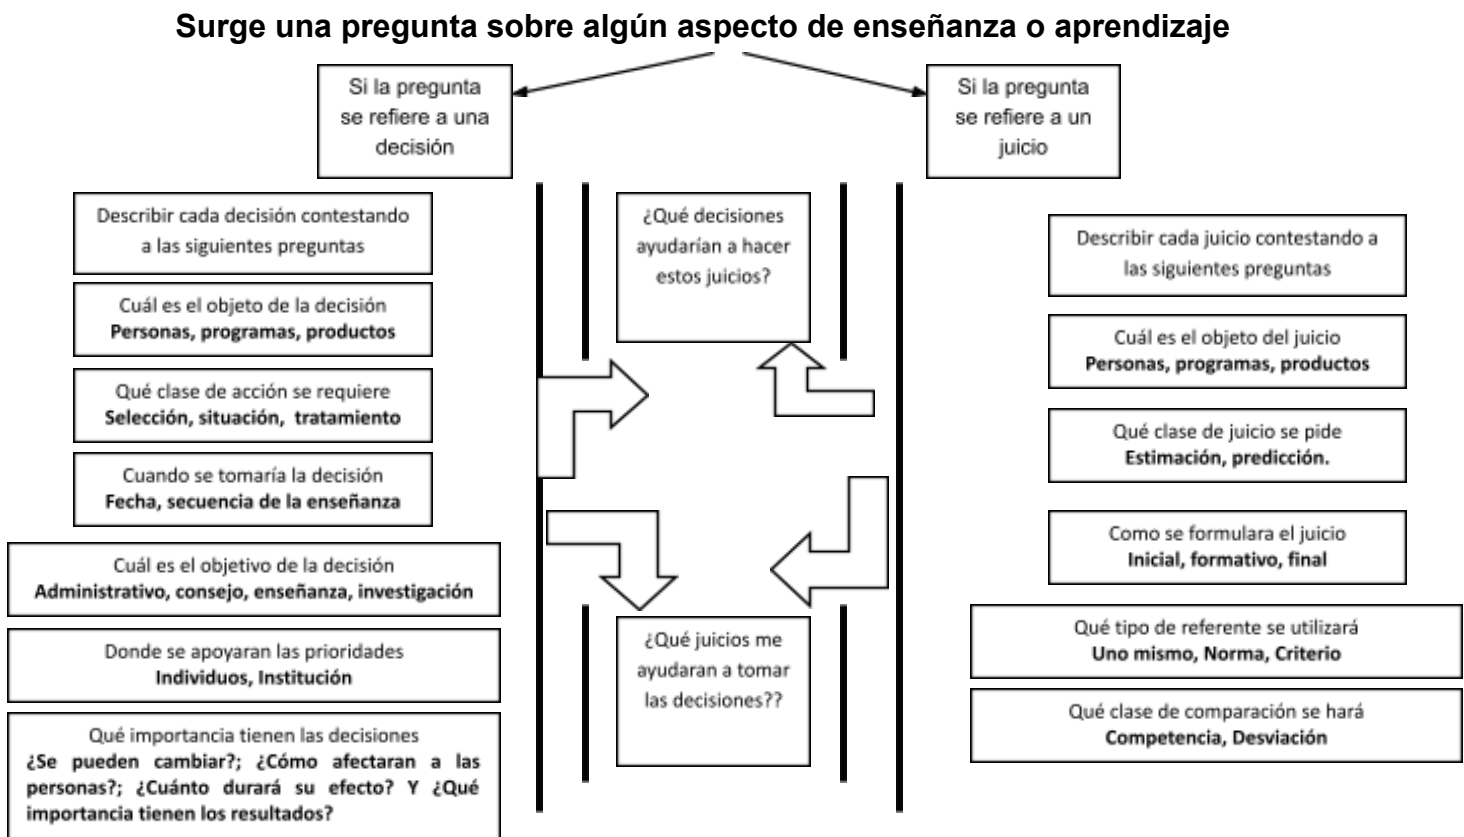 Surge una pregunta sobre algún aspecto de enseñanza o aprendizaje
Si la pregunta
se refiere a una
decisión
Si la pregunta
se refiere a un
juicio
Describir cada decisión contestando
a las siguientes preguntas
Cuál es el objeto de la decisión
Personas, programas, productos
Qué clase de acción se requiere
Selección, situación, tratamiento
Cuando se tomaría la decisión
Fecha, secuencia de la enseñanza
Cuál es el objetivo de la decisión
Administrativo, consejo, enseñanza, investigación
Donde se apoyaran las prioridades
Individuos, Institución
Qué importancia tienen las decisiones
¿Se pueden cambiar?; ¿Cómo afectaran a las
personas?; ¿Cuánto durará su efecto? Y ¿Qué
importancia tienen los resultados?
¿Qué decisiones
ayudarían a hacer
estos juicios?
¿Qué juicios me
ayudaran a tomar
las decisiones??
Describir cada juicio contestando a
las siguientes preguntas
Cuál es el objeto del juicio
Personas, programas, productos
Qué clase de juicio se pide
Estimación, predicción.
Como se formulara el juicio
Inicial, formativo, final
Qué tipo de referente se utilizará
Uno mismo, Norma, Criterio
Qué clase de comparación se hará
Competencia, Desviación